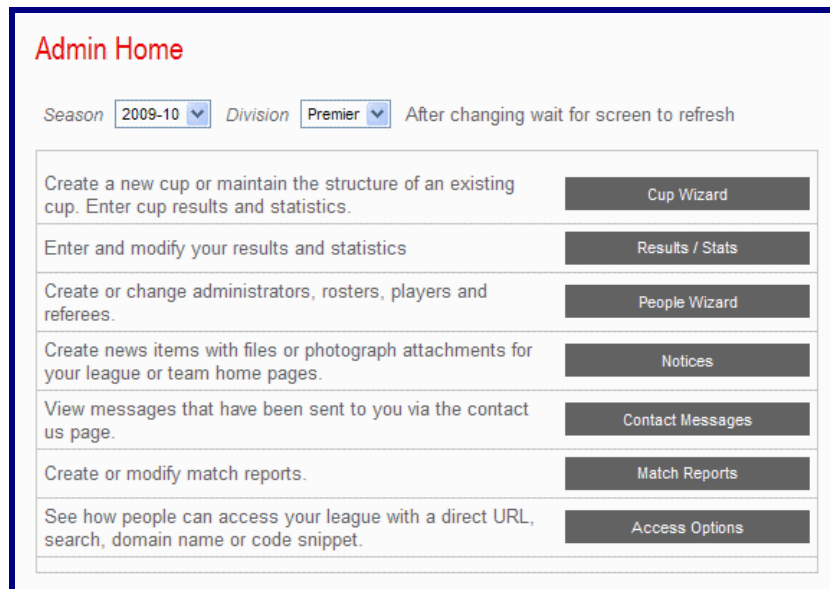 Admin Home
Season 2009-10 Division Premier After changing wait for screen to refresh
Create a new cup or maintain the structure of an existing
cup. Enter cup results and statistics.
Cup Wizard
Enter and modify your results and statistics
Results / Stats
Create or change administrators, rosters, players and
referees.
People Wizard
Create news items with files or photograph attachments for
your league or team home pages.
Notices
View messages that have been sent to you via the contact
us page.
Contact Messages
Create or modify match reports.
Match Reports
See how people can access your league with a direct URL,
search, domain name or code snippet.
Access Options